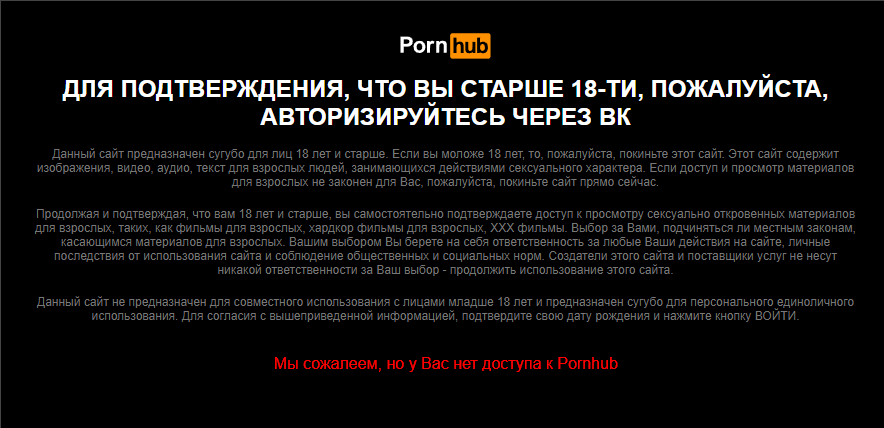 Porn hub
ДЛЯ ПОДТВЕРЖДЕНИЯ, ЧТО ВЫ СТАРШЕ 18-ТИ, ПОЖАЛУЙСТА,
АВТОРИЗИРУЙТЕСЬ ЧЕРЕЗ ВК
Данный сайт предназначен сугубо для лиц 18 лет и старше. Если вы моложе 18 лет, то, пожалуйста, покиньте этот сайт. Этот сайт содержит
изображения, видео, аудио, текст для взрослых людей, занимающихся действиями сексуального характера. Если доступ и просмотр материалов
для взрослых не законен для Вас, пожалуйста, покиньте сайт прямо сейчас.
Продолжая и подтверждая, что вам 18 лет и старше, вы самостоятельно подтверждаете доступ к просмотру сексуально откровенных материалов
для взрослых, таких, как фильмы для взрослых, хардкор фильмы для взрослых, XXX фильмы. Выбор за Вами, подчиняться ли местным законам,
касающимся материалов для взрослых. Вашим выбором Вы берете на себя ответственность за любые Ваши действия на сайте, личные
последствия от использования сайта и соблюдение общественных и социальных норм. Создатели этого сайта и поставщики услуг не несут
никакой ответственности за Ваш выбор - продолжить использование этого сайта.
Данный сайт не предназначен для совместного использования с лицами младше 18 лет и предназначен сугубо для персонального единоличного
использования. Для согласия с вышеприведенной информацией, подтвердите свою дату рождения и нажмите кнопку ВОЙТИ.
Мы сожалеем, но у Вас нет доступа к Pornhub